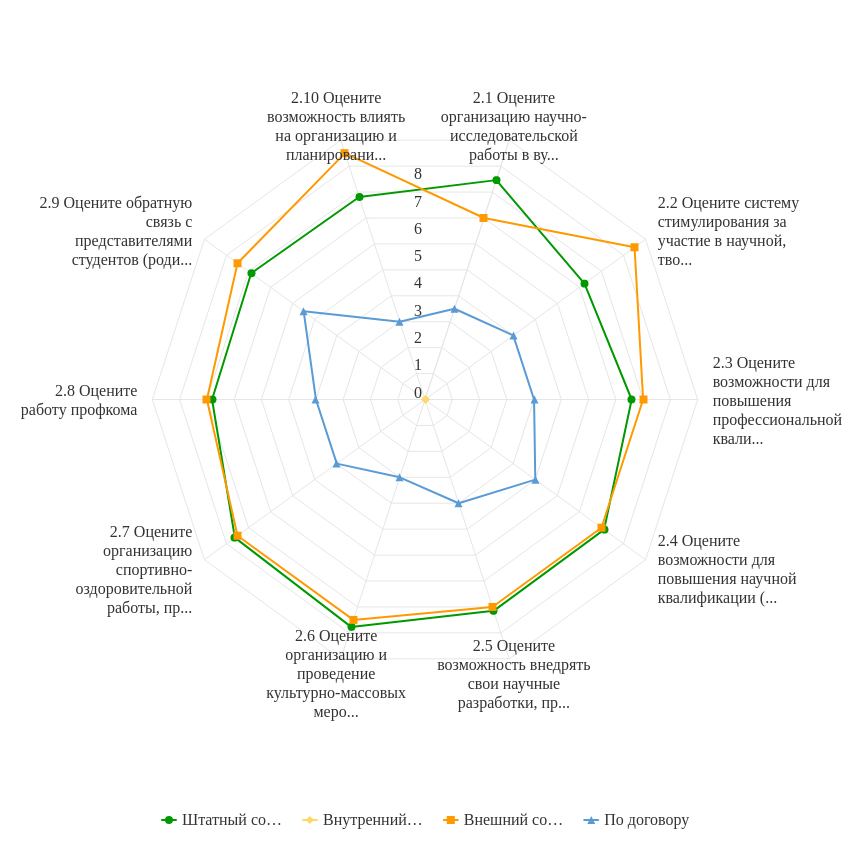 2.10 Оцените
возможность влиять
на организацию и
планировани...
2.1 Оцените
организацию научно-
исследовательской
работы в ву...
2.9 Оцените обратную
связь с
представителями
студентов (роди...
2.2 Оцените систему
стимулирования за
участие в научной,
тво...
8
7
6
5
4
3
2
1
0
2.8 Оцените
работу профкома
2.3 Оцените
возможности для
повышения
профессиональной
квали...
2.7 Оцените
организацию
спортивно-
оздоровительной
работы, пр...
2.4 Оцените
возможности для
повышения научной
квалификации (...
2.6 Оцените
организацию и
проведение
культурно-массовых
меро...
2.5 Оцените
возможность внедрять
свои научные
разработки, пр...
Штатный со… Внутренний… Внешний со… По договору